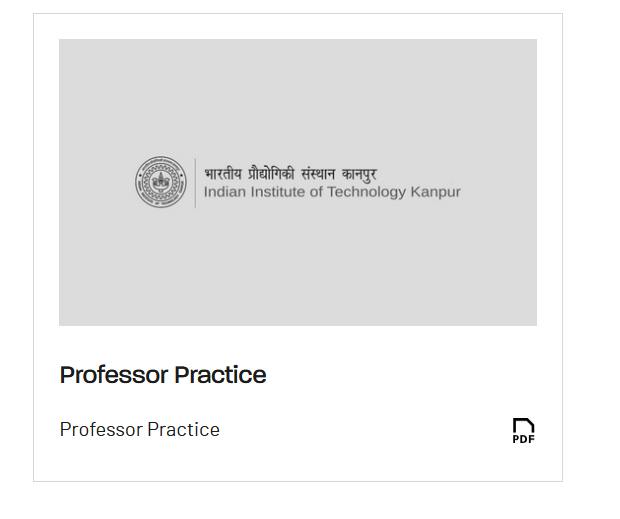 भारतीय प्रौद्योगिकी संस्थान कानपुर
Indian Institute of Technology Kanpur
Professor Practice
Professor Practice
PDF